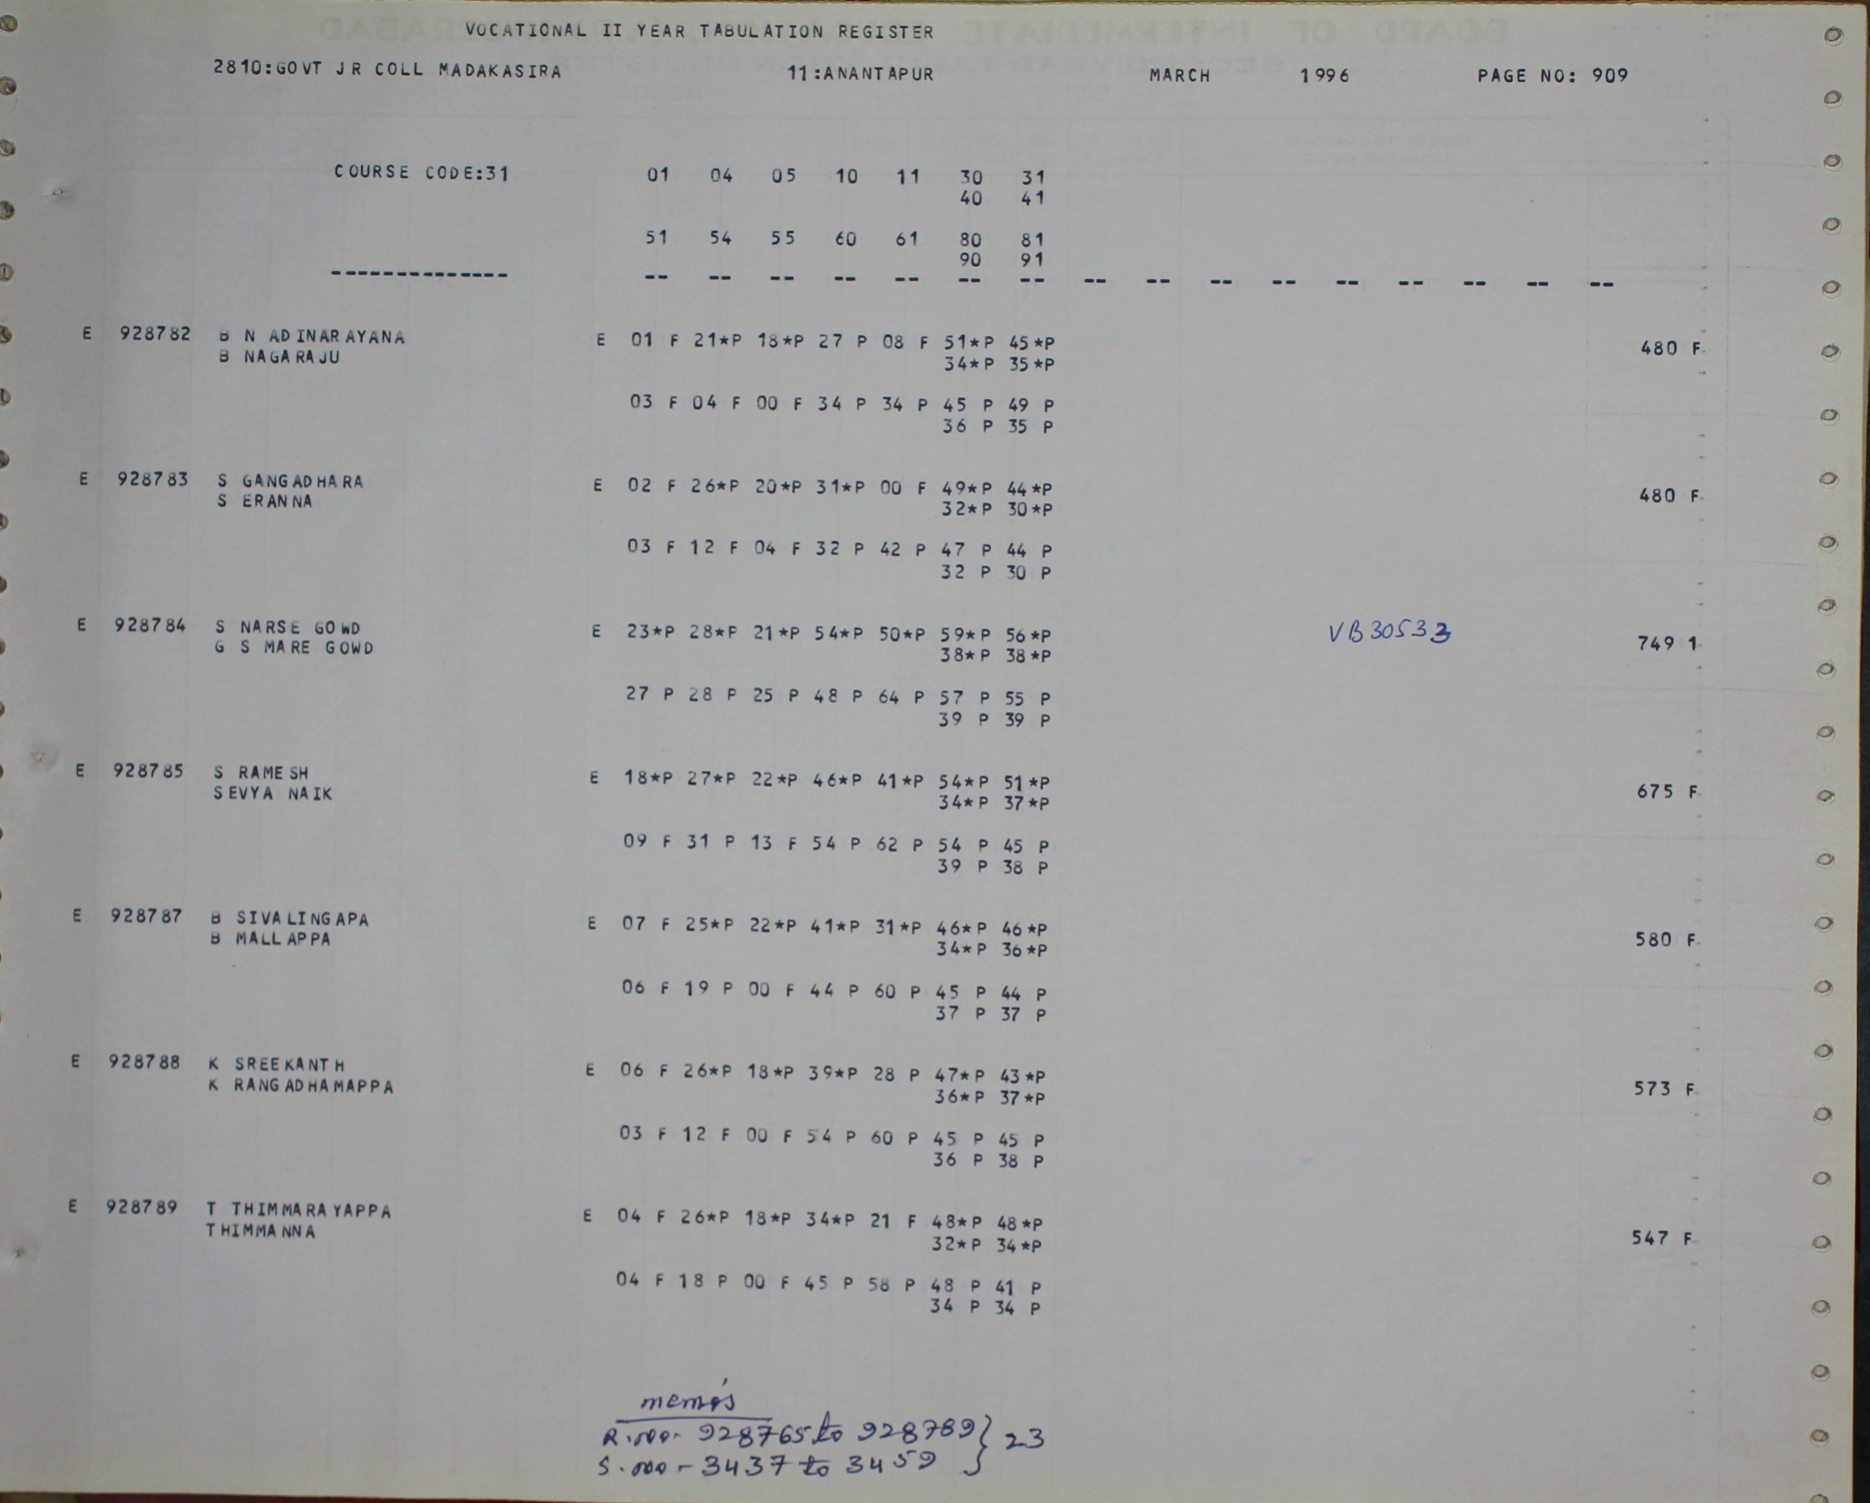 VOCATIONAL II YEAR TABULATION REGISTER
2810:GOVT JR COLL MADAKASIRA 11:ANANTAPUR MARCH 1996 PAGE NO: 909
COURSE CODE:31 01 04 05 10 11 30 31
40 41
51 54 55 60 61 80 81
90 91
-------------- -- -- -- -- -- -- -- -- -- -- -- -- -- -- -- --
E 928782 B N ADINARAYANA E 01 F 21*P 18*P 27 P 08 F 51*P 45*P 480 F
B NAGARAJU 34*P 35*P
03 F 04 F 00 F 34 P 34 P 45 P 49 P
36 P 35 P
E 928783 S GANGADHARA E 02 F 26*P 20*P 31*P 00 F 49*P 44*P 480 F
S ERANNA 32*P 30*P
03 F 12 F 04 F 32 P 42 P 47 P 44 P
32 P 30 P
E 928784 S NARSE GOWD E 23*P 28*P 21*P 54*P 50*P 59*P 56*P VB30533 749 1
G S MARE GOWD 38*P 38*P
27 P 28 P 25 P 48 P 64 P 57 P 55 P
39 P 39 P
E 928785 S RAMESH E 18*P 27*P 22*P 46*P 41*P 54*P 51*P 675 F
SEVYA NAIK 34*P 37*P
09 F 31 P 13 F 54 P 62 P 54 P 45 P
39 P 38 P
E 928787 B SIVALINGAPA E 07 F 25*P 22*P 41*P 31*P 46*P 46*P 580 F
B MALLAPPA 34*P 36*P
06 F 19 P 00 F 44 P 60 P 45 P 44 P
37 P 37 P
E 928788 K SREEKANTH E 06 F 26*P 18*P 39*P 28 P 47*P 43*P 573 F
K RANGADHAMAPPA 36*P 37*P
03 F 12 F 00 F 54 P 60 P 45 P 45 P
36 P 38 P
E 928789 T THIMMARAYAPPA E 04 F 26*P 18*P 34*P 21 F 48*P 48*P 547 F
THIMMANNA 32*P 34*P
04 F 18 P 00 F 45 P 58 P 48 P 41 P
34 P 34 P
memo's
R.no- 928765 to 928789 } 23
S.no - 3437 to 3459